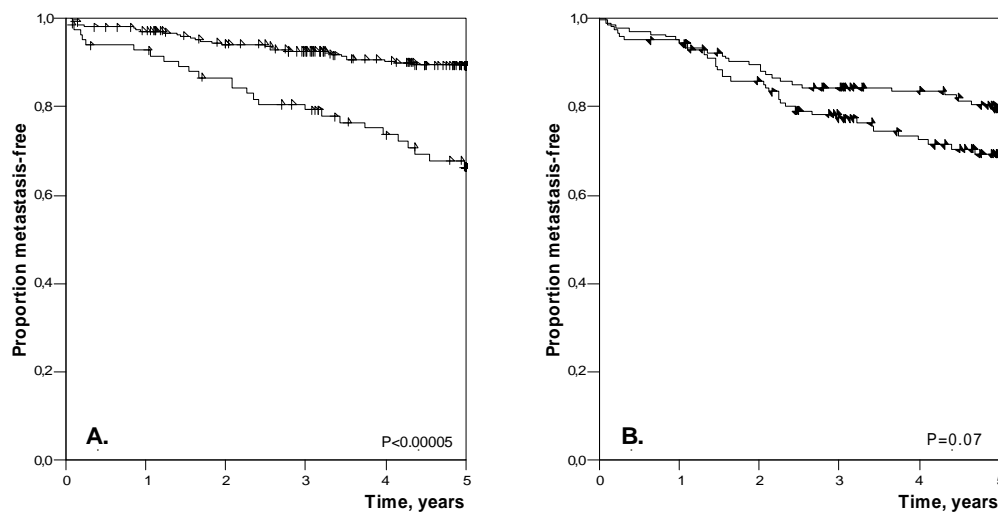 Proportion metastasis-free
1,0
0,8
0,6
0,4
0,2
0,0
A.
P<0.00005
0 1 2 3 4 5
Time, years
Proportion metastasis-free
1,0
0,8
0,6
0,4
0,2
0,0
B.
P=0.07
0 1 2 3 4 5
Time, years